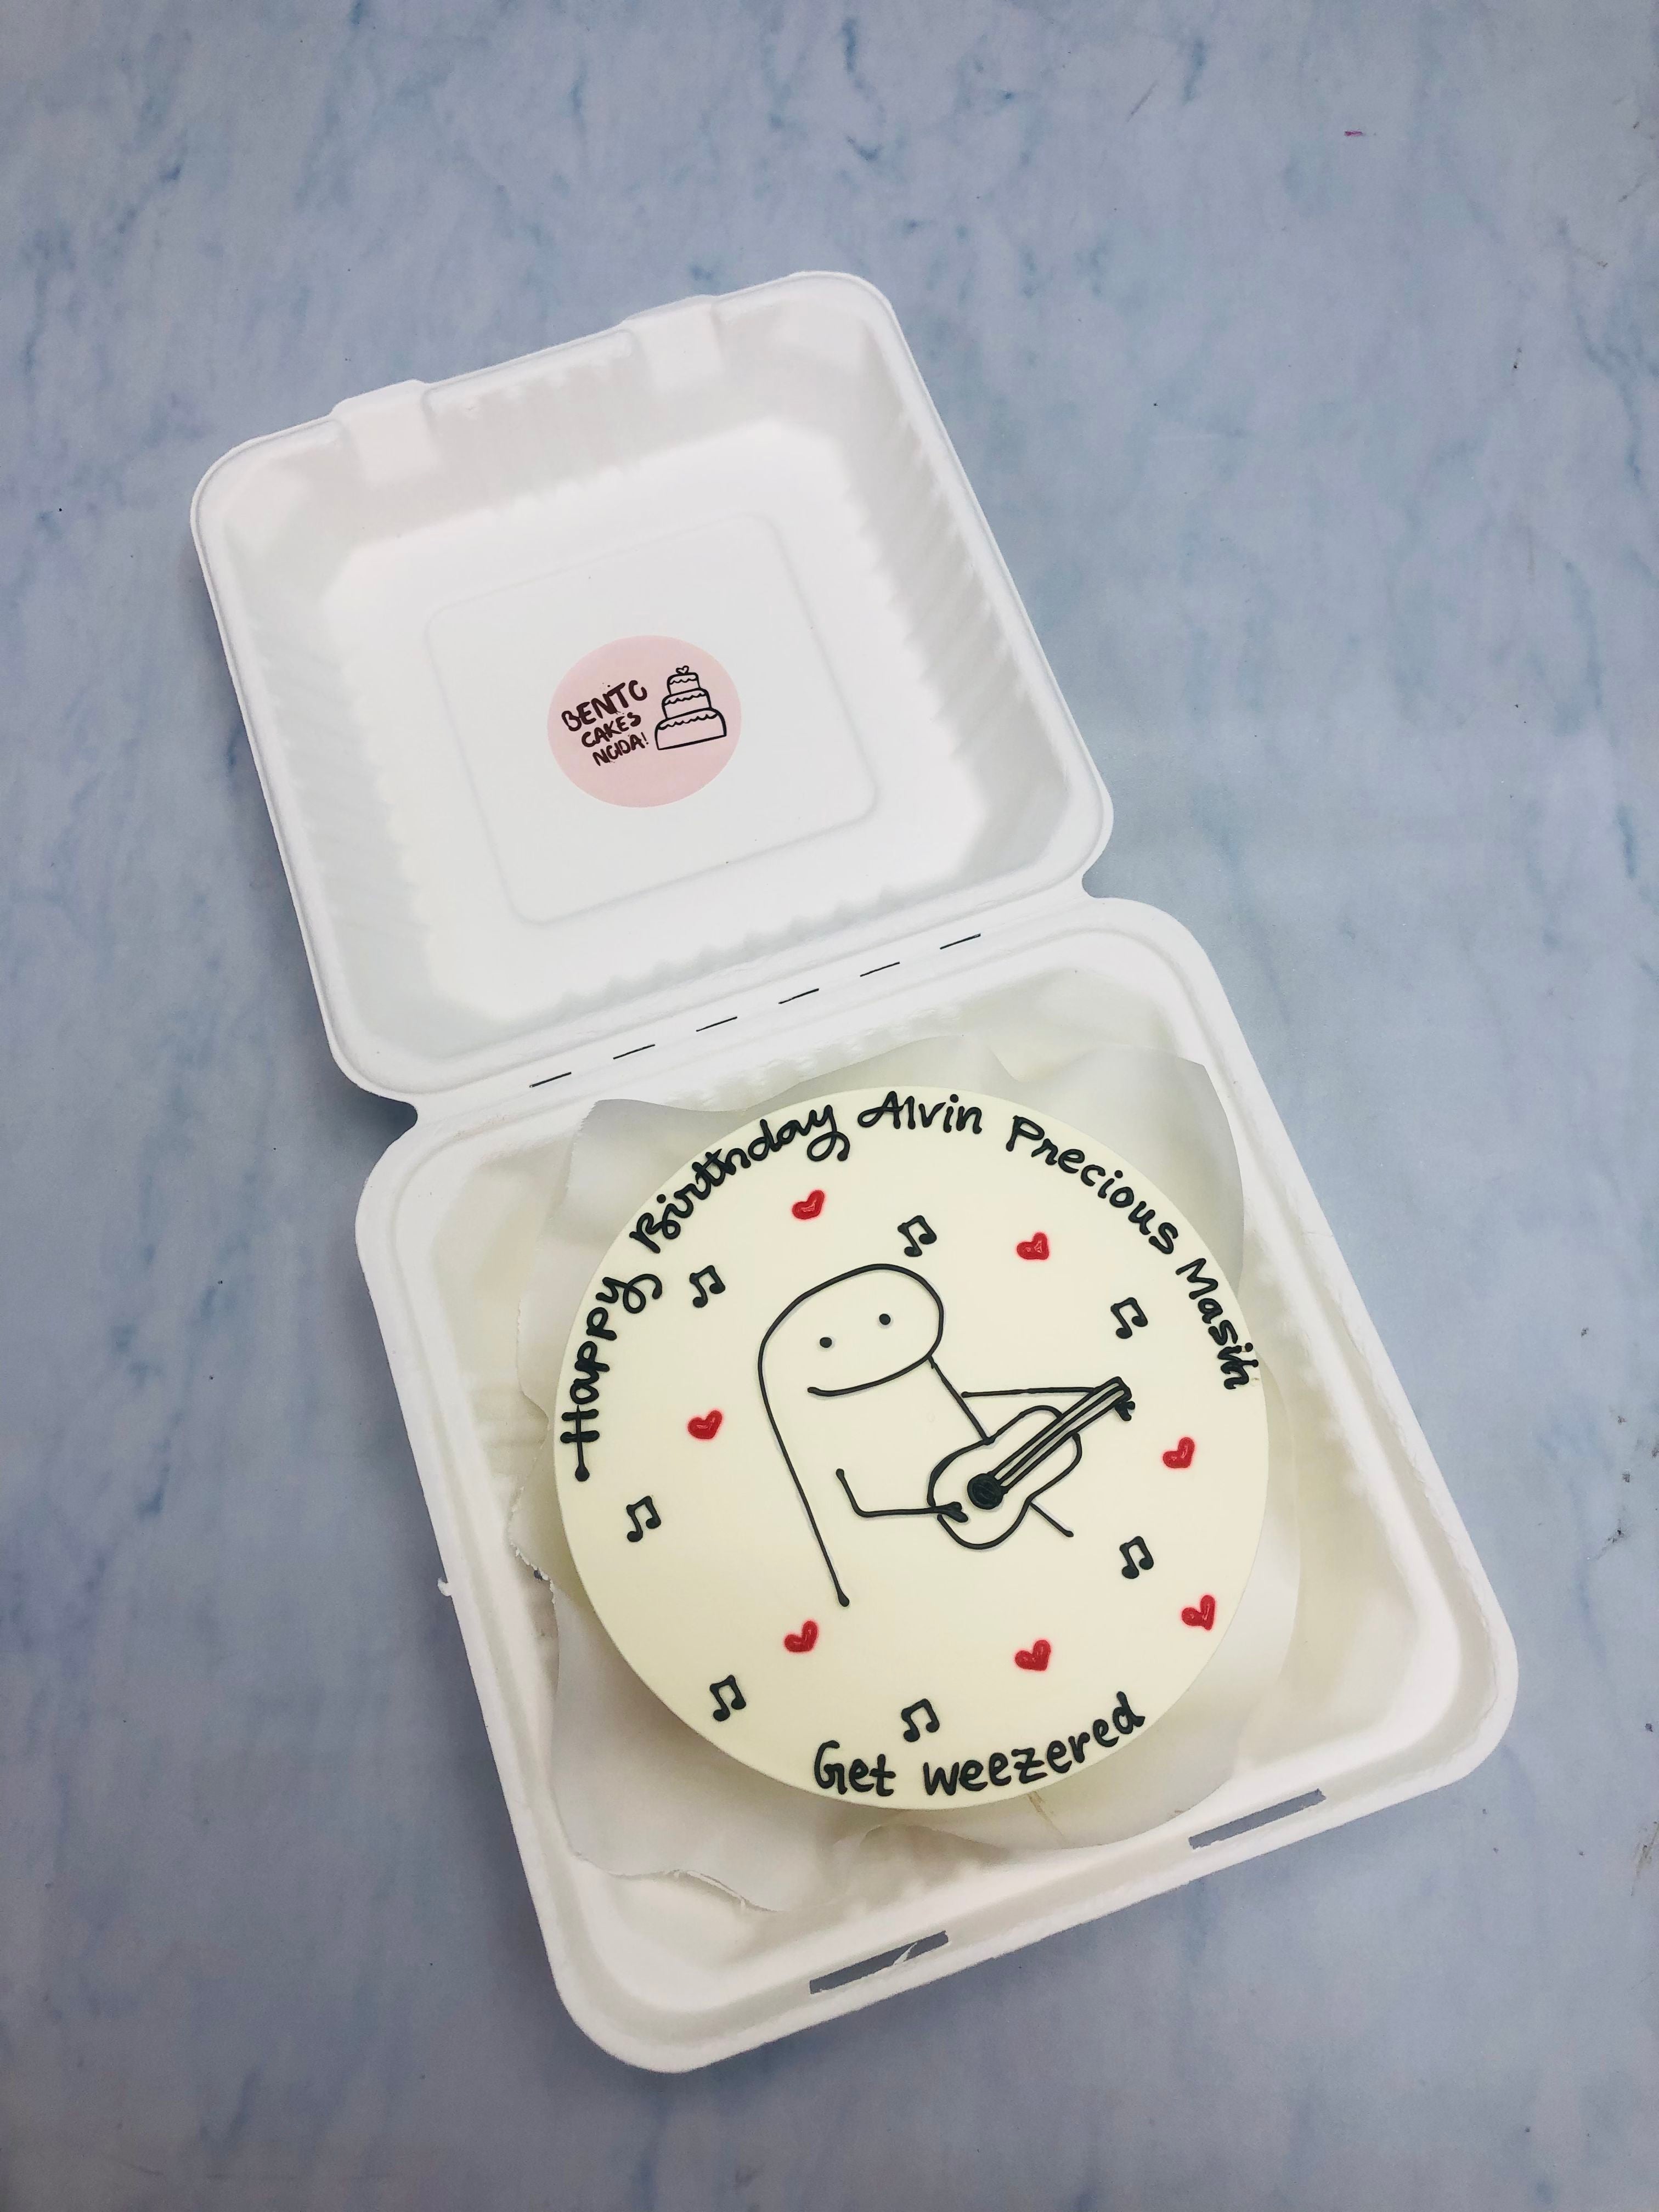 BENTO
CAKES
NOIDA!
Happy Birthday Alvin Precious Masih
Get weezered